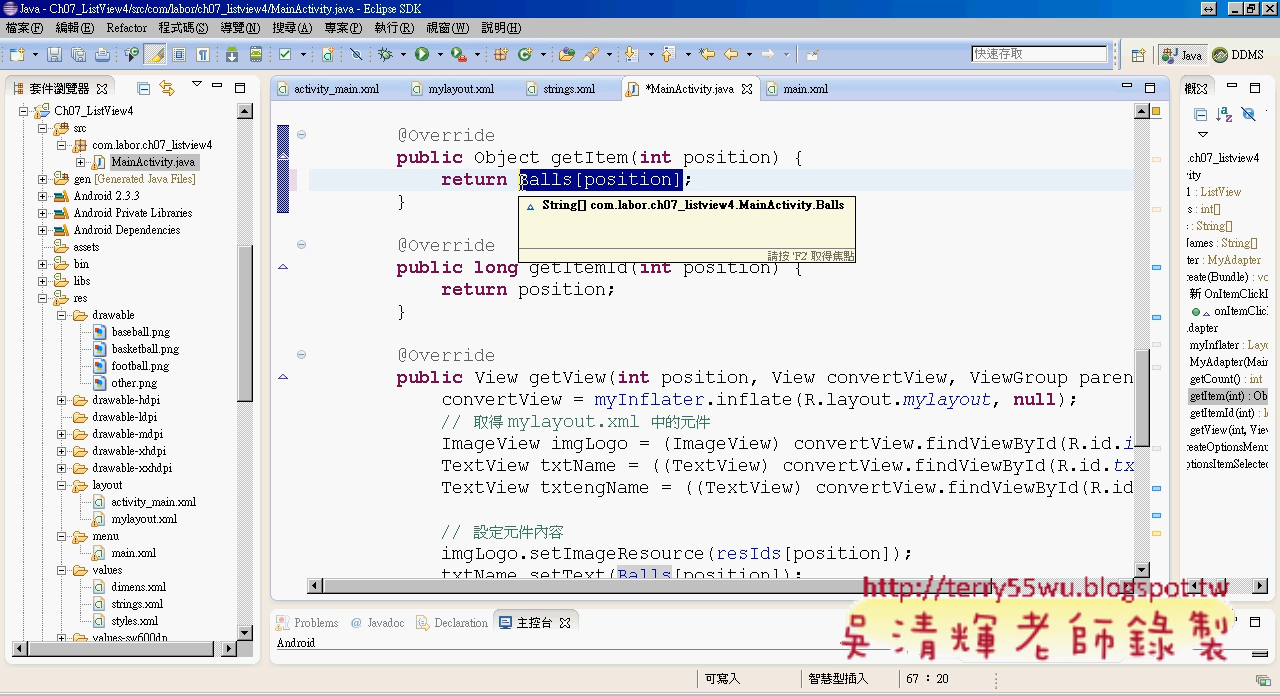 Java - Ch07_ListView4/src/com/labor/ch07_listview4/MainActivity.java - Eclipse SDK
檔案(F) 編輯(E) Refactor 程式碼(S) 導覽(N) 搜尋(A) 專案(P) 執行(R) 視窗(W) 說明(H)
快速存取
Java
DDMS
套件瀏覽器
activity_main.xml
mylayout.xml
strings.xml
*MainActivity.java
main.xml
Ch07_ListView4
src
com.labor.ch07_listview4
MainActivity.java
gen [Generated Java Files]
Android 2.3.3
Android Private Libraries
Android Dependencies
assets
bin
libs
res
drawable
baseball.png
basketball.png
football.png
other.png
drawable-hdpi
drawable-ldpi
drawable-mdpi
drawable-xhdpi
drawable-xxhdpi
layout
activity_main.xml
mylayout.xml
menu
main.xml
values
dimens.xml
strings.xml
styles.xml
values-sw600dp
@Override
public Object getItem(int position) {
return Balls[position];
}
String[] com.labor.ch07_listview4.MainActivity.Balls
請按 'F2' 取得焦點
@Override
public long getItemId(int position) {
return position;
}
@Override
public View getView(int position, View convertView, ViewGroup paren
convertView = myInflater.inflate(R.layout.mylayout, null);
// 取得 mylayout.xml 中的元件
ImageView imgLogo = (ImageView) convertView.findViewById(R.id.i
TextView txtName = ((TextView) convertView.findViewById(R.id.tx
TextView txtengName = ((TextView) convertView.findViewById(R.id
// 設定元件內容
imgLogo.setImageResource(resIds[position]);
txtName.setText(Balls[position]);
概
.ch07_listview4
: ListView
s : int[]
: String[]
ames : String[]
ter : MyAdapter
reate(Bundle) : vo
新 OnItemClickL
onItemClic
dapter
myInflater : Layo
MyAdapter(Main
getCount() : int
getItem(int) : Ob
getItemId(int) : lo
getView(int, View
reateOptionsMenu
ptionsItemSelected
Problems
@ Javadoc
Declaration
主控台
Android
http://terry55wu.blogspot.tw
吳清輝老師錄製
可寫入
智慧型插入
67 : 20